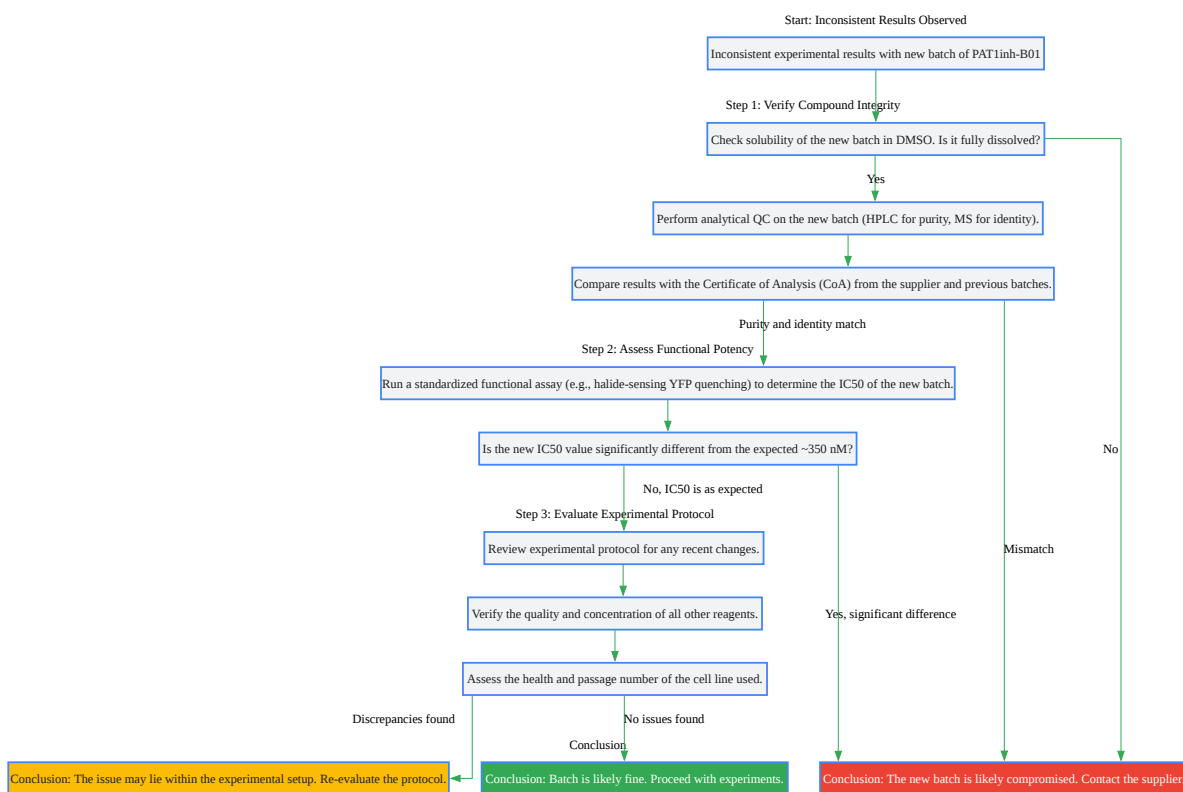 Start: Inconsistent Results Observed
Inconsistent experimental results with new batch of PAT1inh-B01
Step 1: Verify Compound Integrity
Check solubility of the new batch in DMSO. Is it fully dissolved?
Yes
Perform analytical QC on the new batch (HPLC for purity, MS for identity).
Compare results with the Certificate of Analysis (CoA) from the supplier and previous batches.
Purity and identity match
Step 2: Assess Functional Potency
Run a standardized functional assay (e.g., halide-sensing YFP quenching) to determine the IC50 of the new batch.
Is the new IC50 value significantly different from the expected ~350 nM?
No
No, IC50 is as expected
Step 3: Evaluate Experimental Protocol
Review experimental protocol for any recent changes.
Mismatch
Verify the quality and concentration of all other reagents.
Yes, significant difference
Assess the health and passage number of the cell line used.
Discrepancies found
No issues found
Conclusion
Conclusion: The issue may lie within the experimental setup. Re-evaluate the protocol.
Conclusion: Batch is likely fine. Proceed with experiments.
Conclusion: The new batch is likely compromised. Contact the supplier.